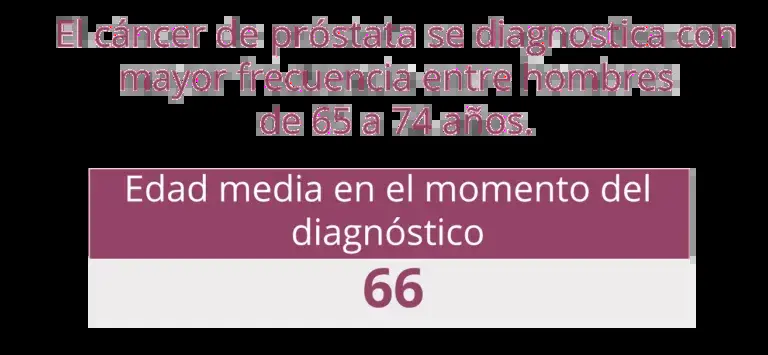 El cáncer de próstata se diagnostica con
mayor frecuencia entre hombres
de 65 a 74 años.
Edad media en el momento del
diagnóstico
66